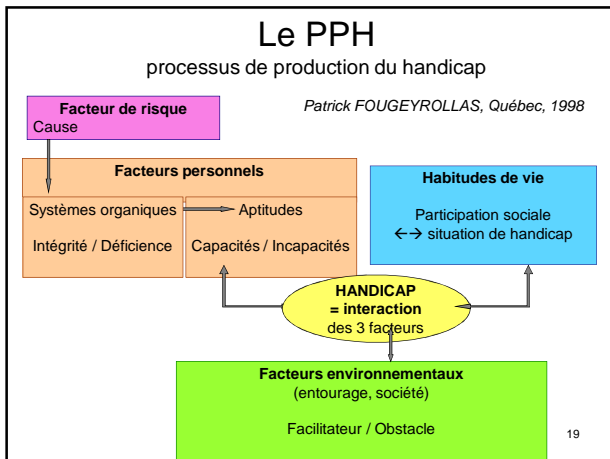 Le PPH
processus de production du handicap
Facteur de risque
Cause
Patrick FOUGEYROLLAS, Québec, 1998
Facteurs personnels
Systèmes organiques
Intégrité / Déficience
Aptitudes
Capacités / Incapacités
Habitudes de vie
Participation sociale
←→ situation de handicap
HANDICAP
= interaction
des 3 facteurs
Facteurs environnementaux
(entourage, société)
Facilitateur / Obstacle
19